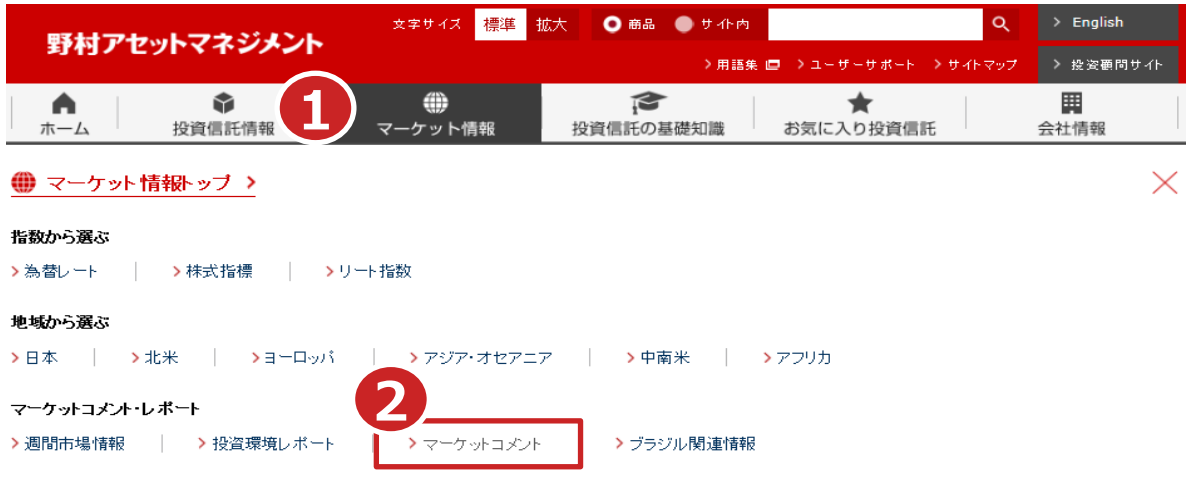 野村アセットマネジメント
文字サイズ 標準 拡大 商品 サイト内
> English
> 用語集 > ユーザーサポート > サイトマップ
> 投資顧問サイト
ホーム 投資信託情報 1 マーケット情報 投資信託の基礎知識 お気に入り投資信託 会社情報
マーケット情報トップ >
指数から選ぶ
> 為替レート > 株式指標 > リート指数
地域から選ぶ
> 日本 > 北米 > ヨーロッパ > アジア・オセアニア > 中南米 > アフリカ
マーケットコメント・レポート
2
> 週間市場情報 > 投資環境レポート > マーケットコメント > ブラジル関連情報